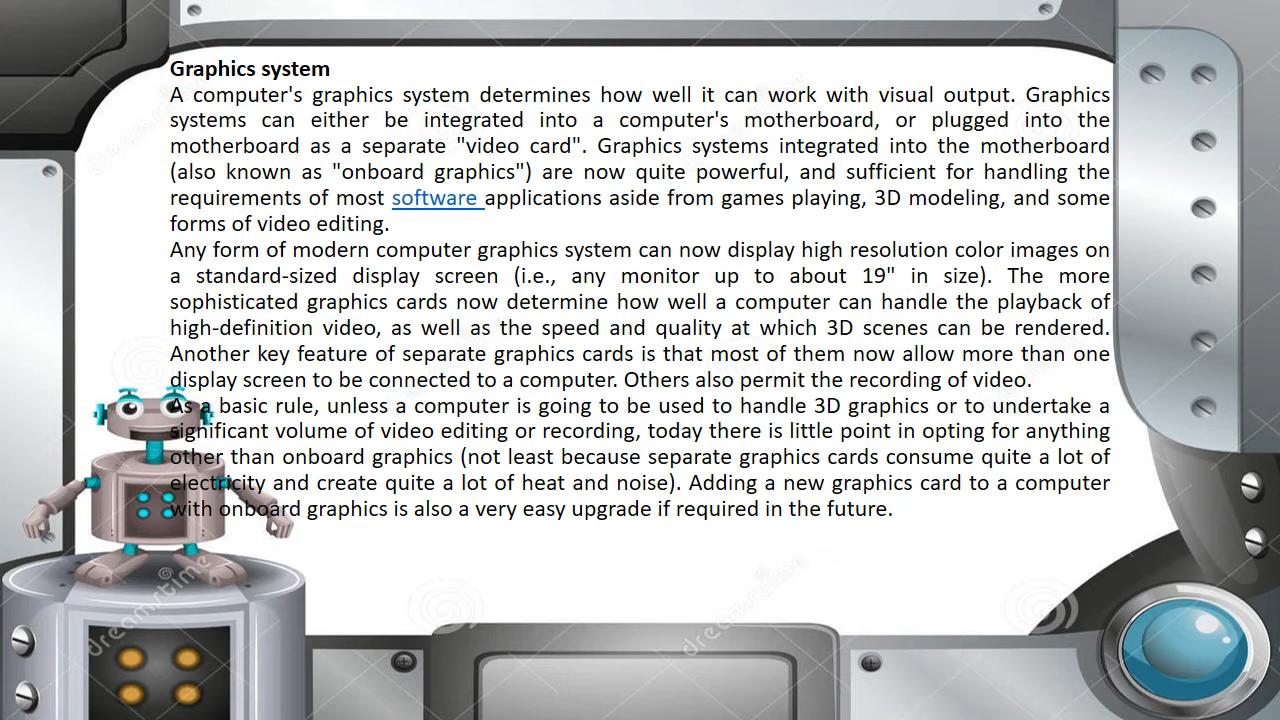 Graphics system
A computer's graphics system determines how well it can work with visual output. Graphics
systems can either be integrated into a computer's motherboard, or plugged into the
motherboard as a separate "video card". Graphics systems integrated into the motherboard
(also known as "onboard graphics") are now quite powerful, and sufficient for handling the
requirements of most software applications aside from games playing, 3D modeling, and some
forms of video editing.
Any form of modern computer graphics system can now display high resolution color images on
a standard-sized display screen (i.e., any monitor up to about 19" in size). The more
sophisticated graphics cards now determine how well a computer can handle the playback of
high-definition video, as well as the speed and quality at which 3D scenes can be rendered.
Another key feature of separate graphics cards is that most of them now allow more than one
display screen to be connected to a computer. Others also permit the recording of video.
As a basic rule, unless a computer is going to be used to handle 3D graphics or to undertake a
significant volume of video editing or recording, today there is little point in opting for anything
other than onboard graphics (not least because separate graphics cards consume quite a lot of
electricity and create quite a lot of heat and noise). Adding a new graphics card to a computer
with onboard graphics is also a very easy upgrade if required in the future.
dreamstime
dreamstime
dreamstime
dreamstime